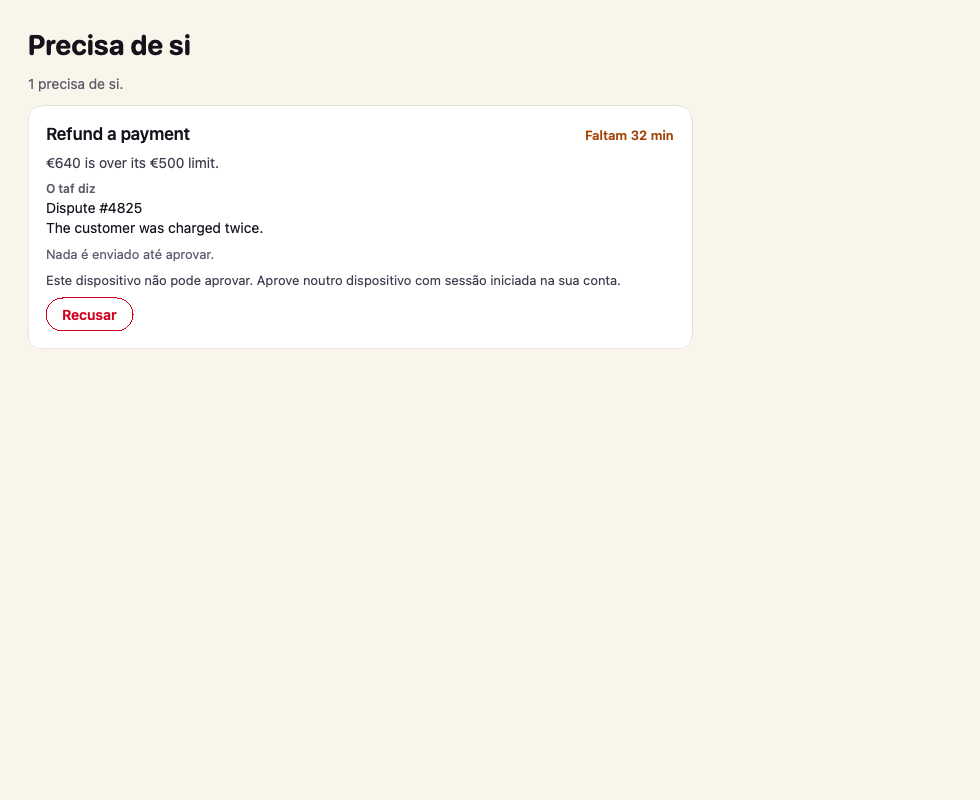 Precisa de si
1 precisa de si.
Refund a payment
Faltam 32 min
€640 is over its €500 limit.
O taf diz
Dispute #4825
The customer was charged twice.
Nada é enviado até aprovar.
Este dispositivo não pode aprovar. Aprove noutro dispositivo com sessão iniciada na sua conta.
Recusar